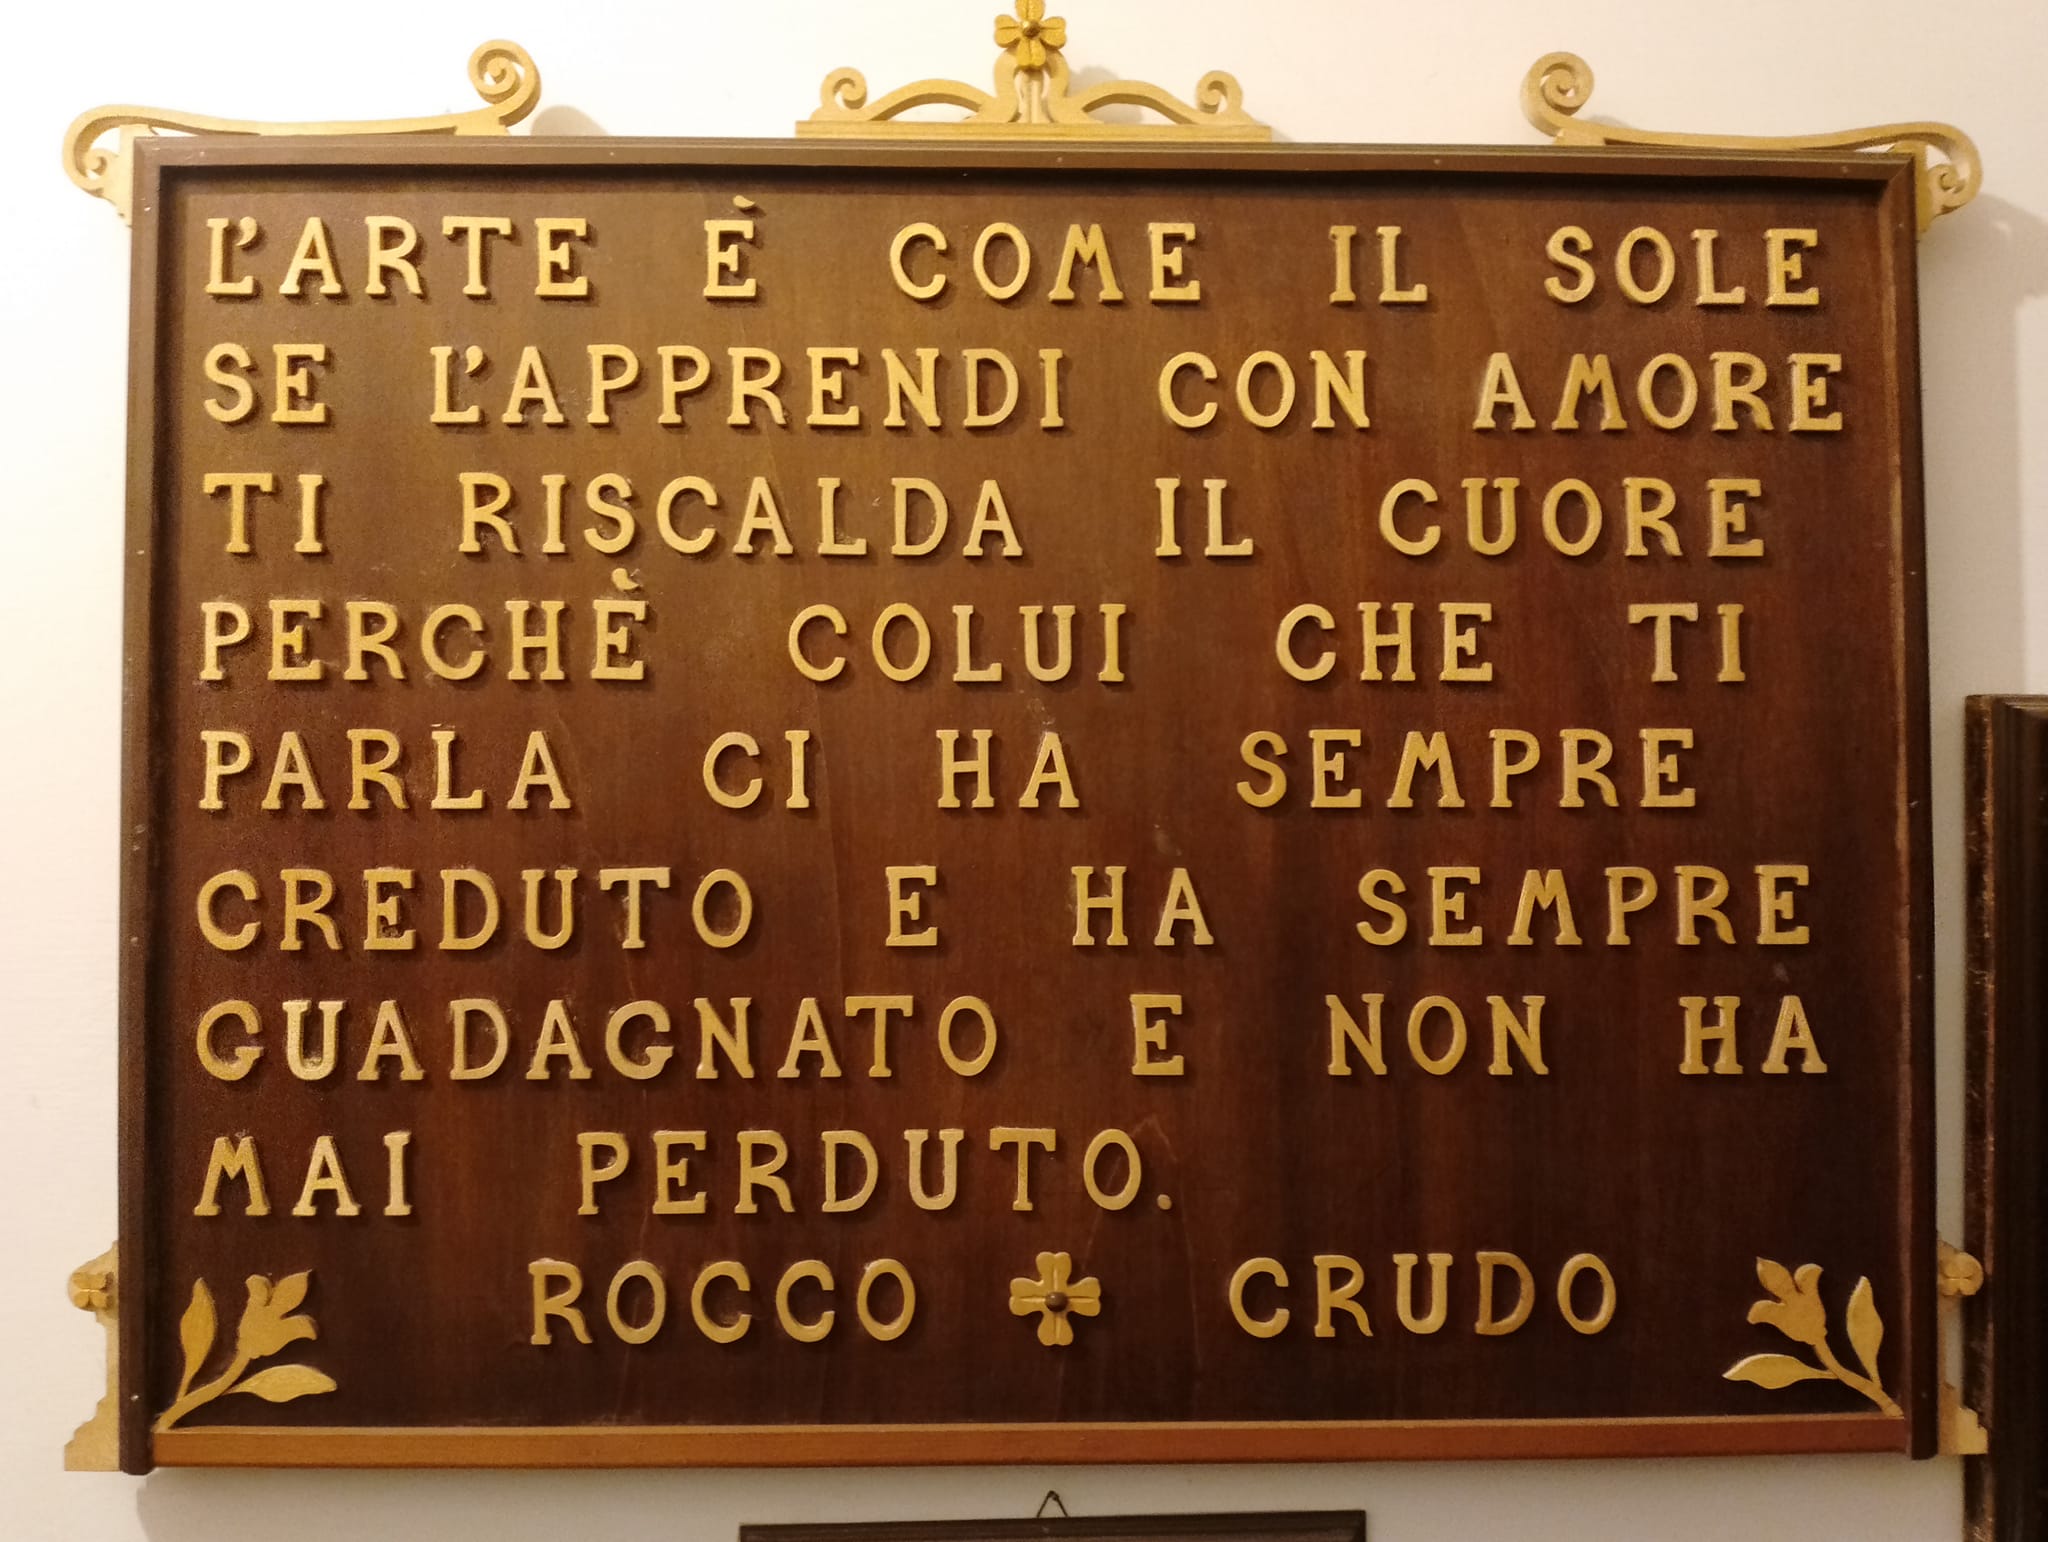 L'ARTE È COME IL SOLE
SE L'APPRENDI CON AMORE
TI RISCALDA IL CUORE
PERCHÈ COLUI CHE TI
PARLA CI HA SEMPRE
CREDUTO E HA SEMPRE
GUADAGNATO E NON HA
MAI PERDUTO.
ROCCO CRUDO